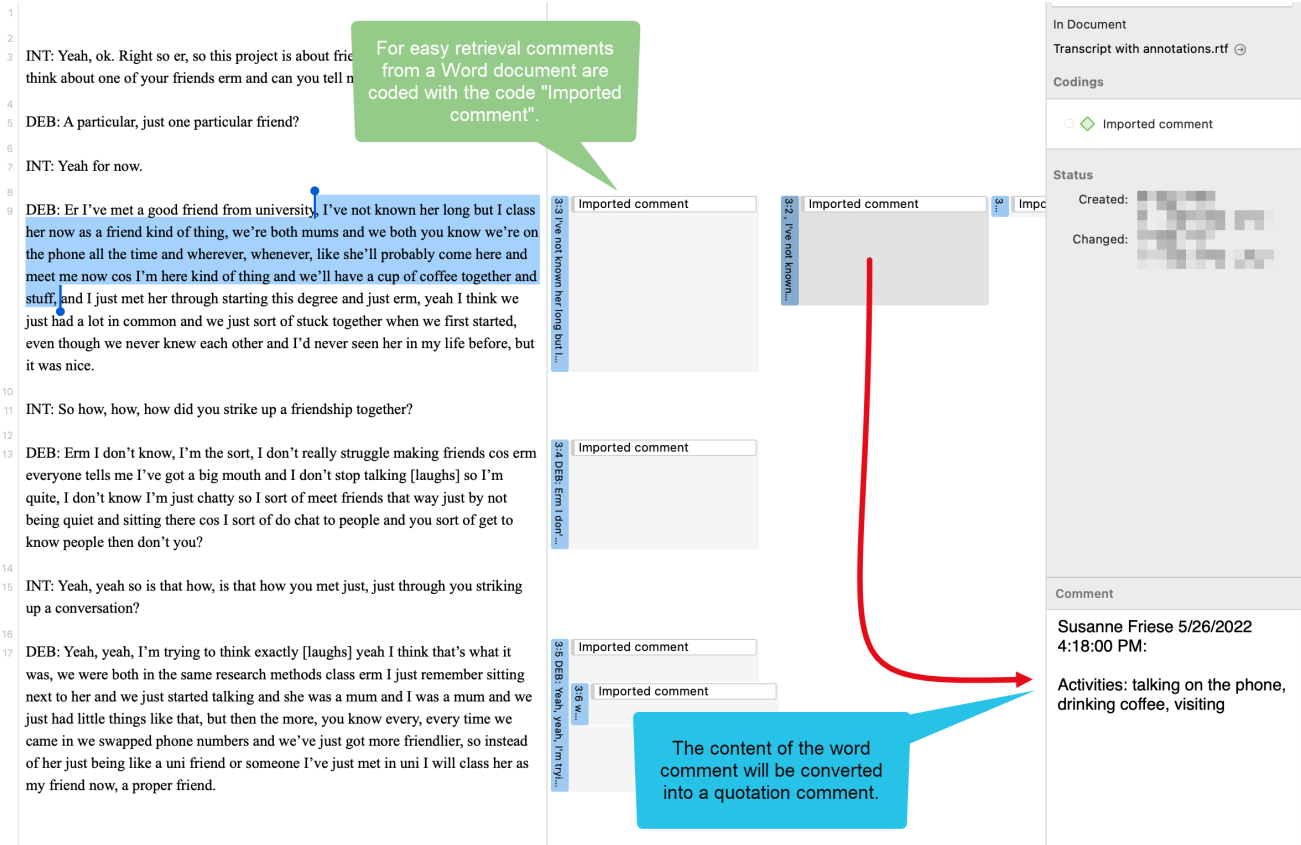 1
2
3 INT: Yeah, ok. Right so er, so this project is about frie
think about one of your friends erm and can you tell n
4
5 DEB: A particular, just one particular friend?
6
7 INT: Yeah for now.
8
9 DEB: Er I’ve met a good friend from university, I’ve not known her long but I class
her now as a friend kind of thing, we’re both mums and we both you know we’re on
the phone all the time and wherever, whenever, like she’ll probably come here and
meet me now cos I’m here kind of thing and we’ll have a cup of coffee together and
stuff, and I just met her through starting this degree and just erm, yeah I think we
just had a lot in common and we just sort of stuck together when we first started,
even though we never knew each other and I’d never seen her in my life before, but
it was nice.
10
11 INT: So how, how, how did you strike up a friendship together?
12
13 DEB: Erm I don’t know, I’m the sort, I don’t really struggle making friends cos erm
everyone tells me I’ve got a big mouth and I don’t stop talking [laughs] so I’m
quite, I don’t know I’m just chatty so I sort of meet friends that way just by not
being quiet and sitting there cos I sort of do chat to people and you sort of get to
know people then don’t you?
14
15 INT: Yeah, yeah so is that how, is that how you met just, just through you striking
up a conversation?
16
17 DEB: Yeah, yeah, I’m trying to think exactly [laughs] yeah I think that’s what it
was, we were both in the same research methods class erm I just remember sitting
next to her and we just started talking and she was a mum and I was a mum and we
just had little things like that, but then the more, you know every, every time we
came in we swapped phone numbers and we’ve just got more friendlier, so instead
of her just being like a uni friend or someone I’ve just met in uni I will class her as
my friend now, a proper friend.
For easy retrieval comments
from a Word document are
coded with the code "Imported
comment".
3:3 I’ve not known her long but I...
Imported comment
3:2 , I’ve not known...
Imported comment
3...
Impo
3:4 DEB: Erm I don’...
Imported comment
3:5 DEB: Yeah, yeah, I’m tryi...
Imported comment
3:6 w...
Imported comment
The content of the word
comment will be converted
into a quotation comment.
In Document
Transcript with annotations.rtf
Codings
Imported comment
Status
Created:
Changed:
Comment
Susanne Friese 5/26/2022
4:18:00 PM:
Activities: talking on the phone,
drinking coffee, visiting